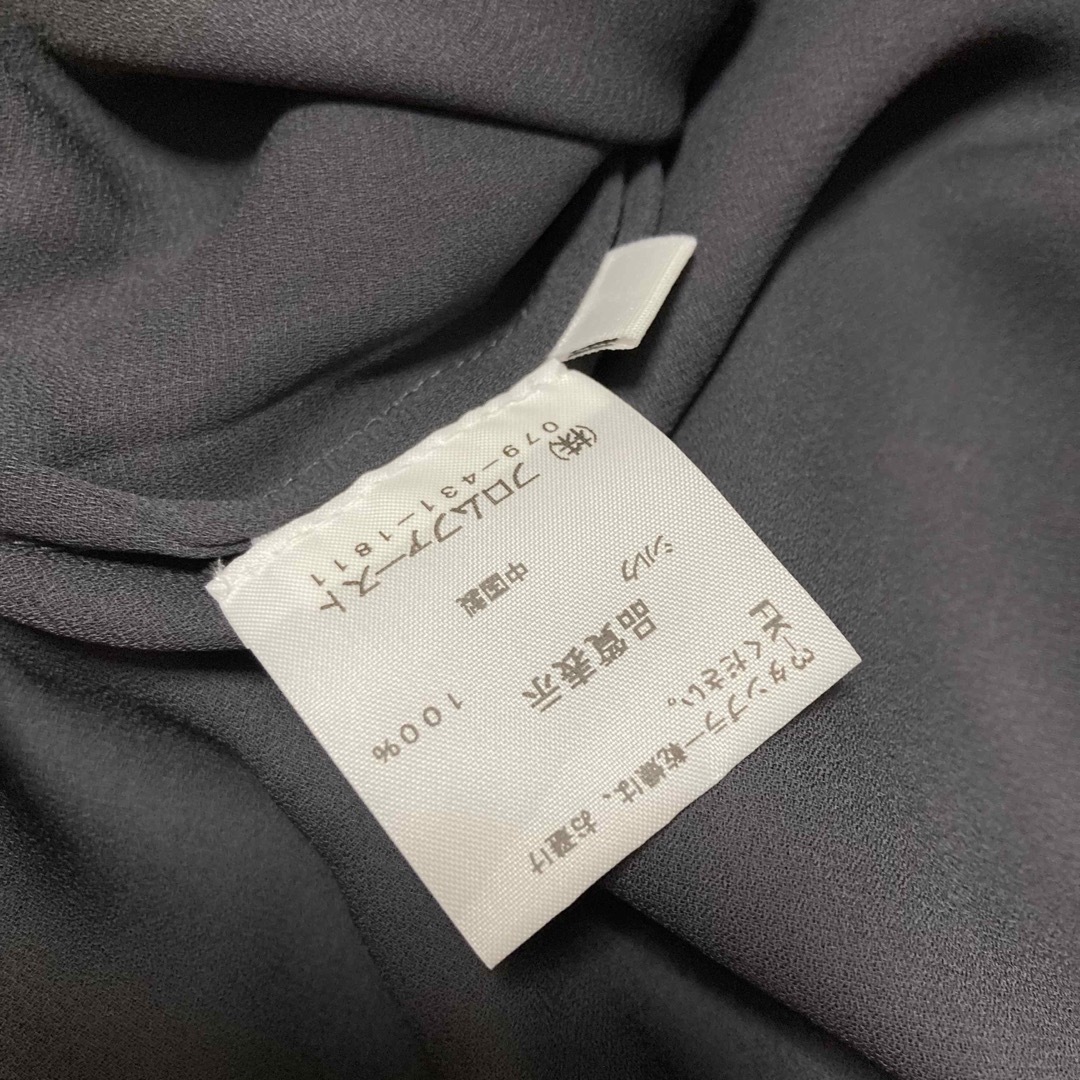 タンブラー乾燥は、お避け
ください。
品質表示
シルク 100%
中国製
(株)フロムファースト
079-431-1811